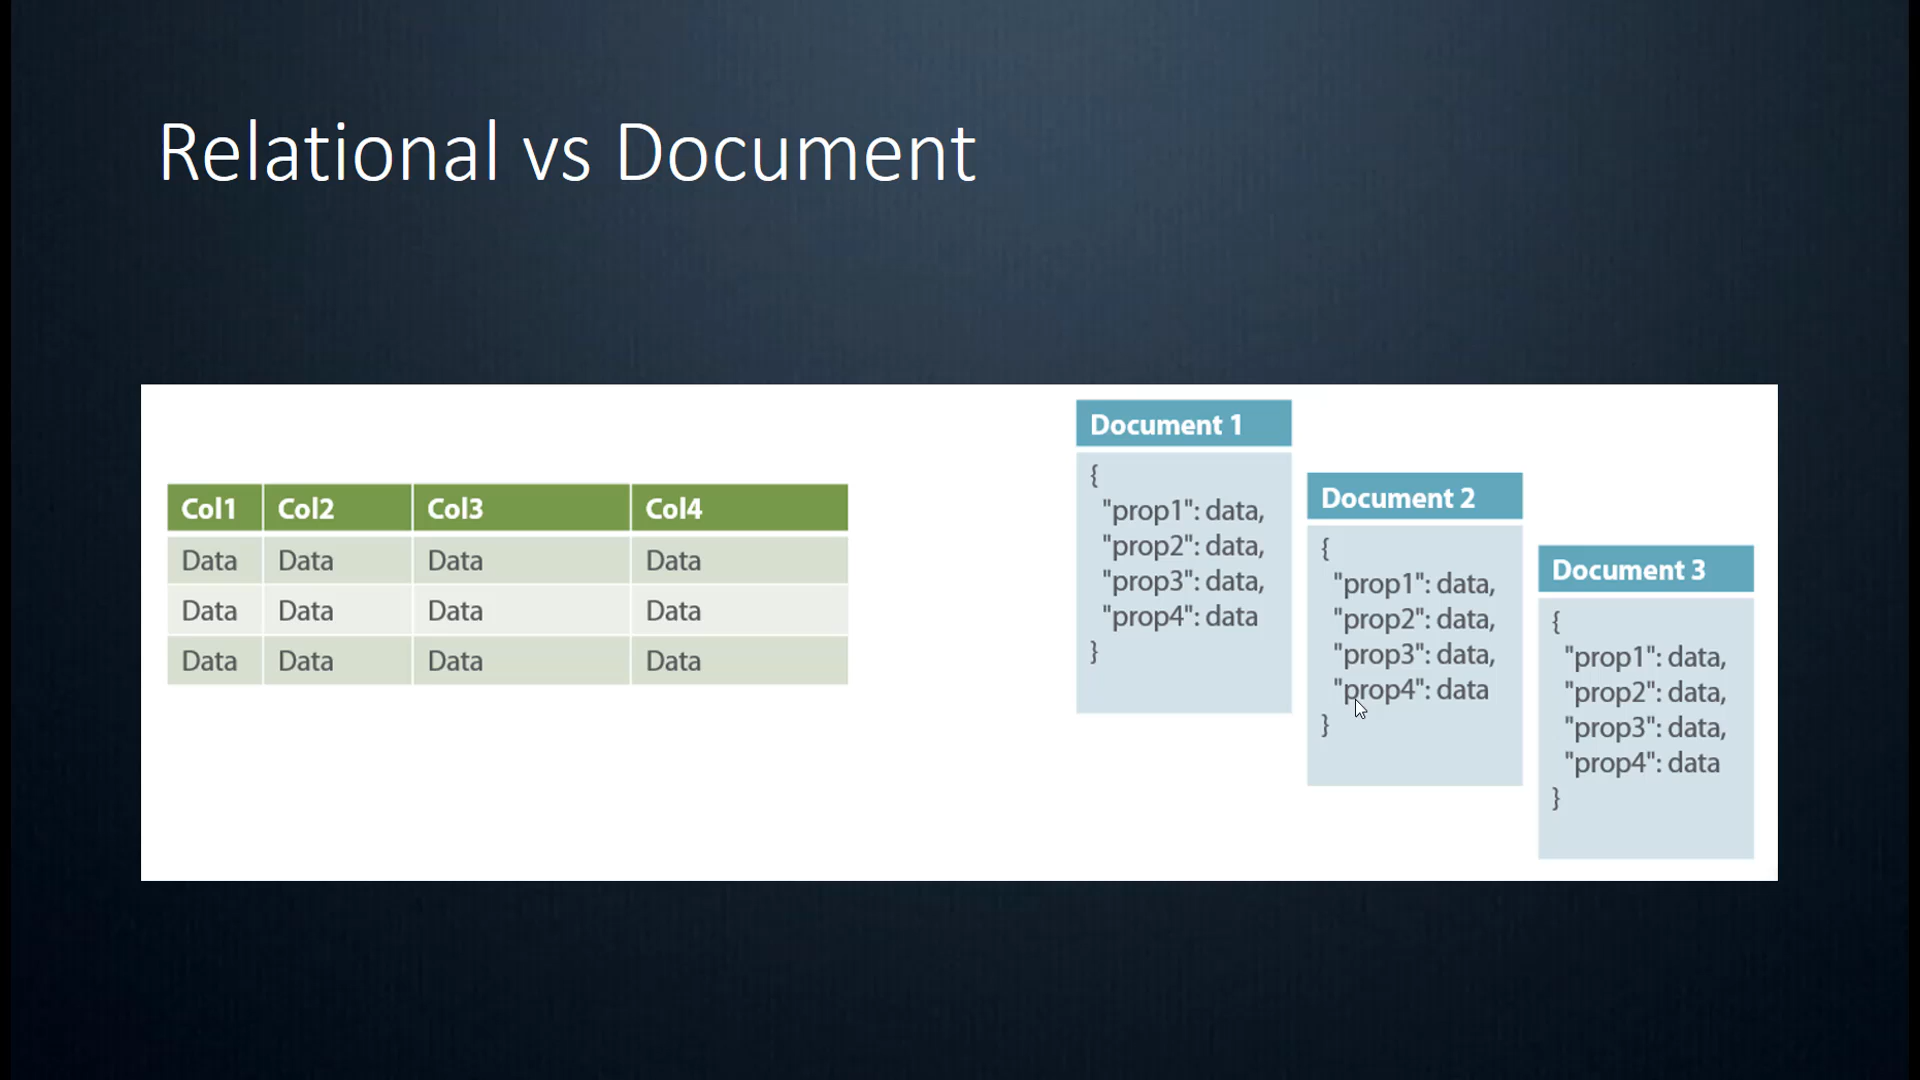 Relational vs Document
Col1 Col2 Col3 Col4
Data Data Data Data
Data Data Data Data
Data Data Data Data
Document 1
{
"prop1": data,
"prop2": data,
"prop3": data,
"prop4": data
}
Document 2
{
"prop1": data,
"prop2": data,
"prop3": data,
"prop4": data
}
Document 3
{
"prop1": data,
"prop2": data,
"prop3": data,
"prop4": data
}